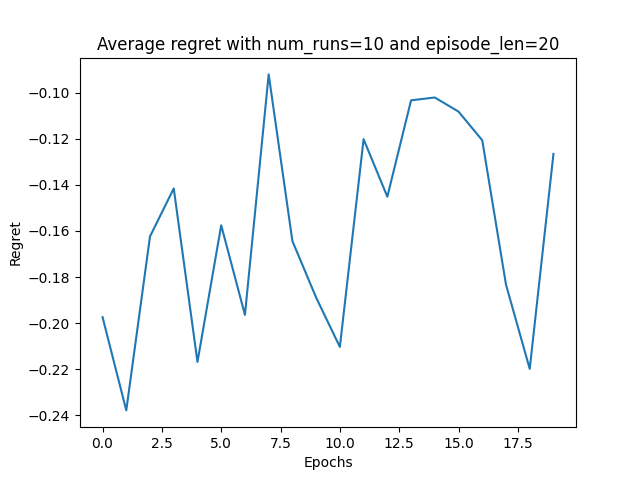 Average regret with num_runs=10 and episode_len=20
−0.10
−0.12
−0.14
−0.16
−0.18
−0.20
−0.22
−0.24
Regret
0.0 2.5 5.0 7.5 10.0 12.5 15.0 17.5
Epochs